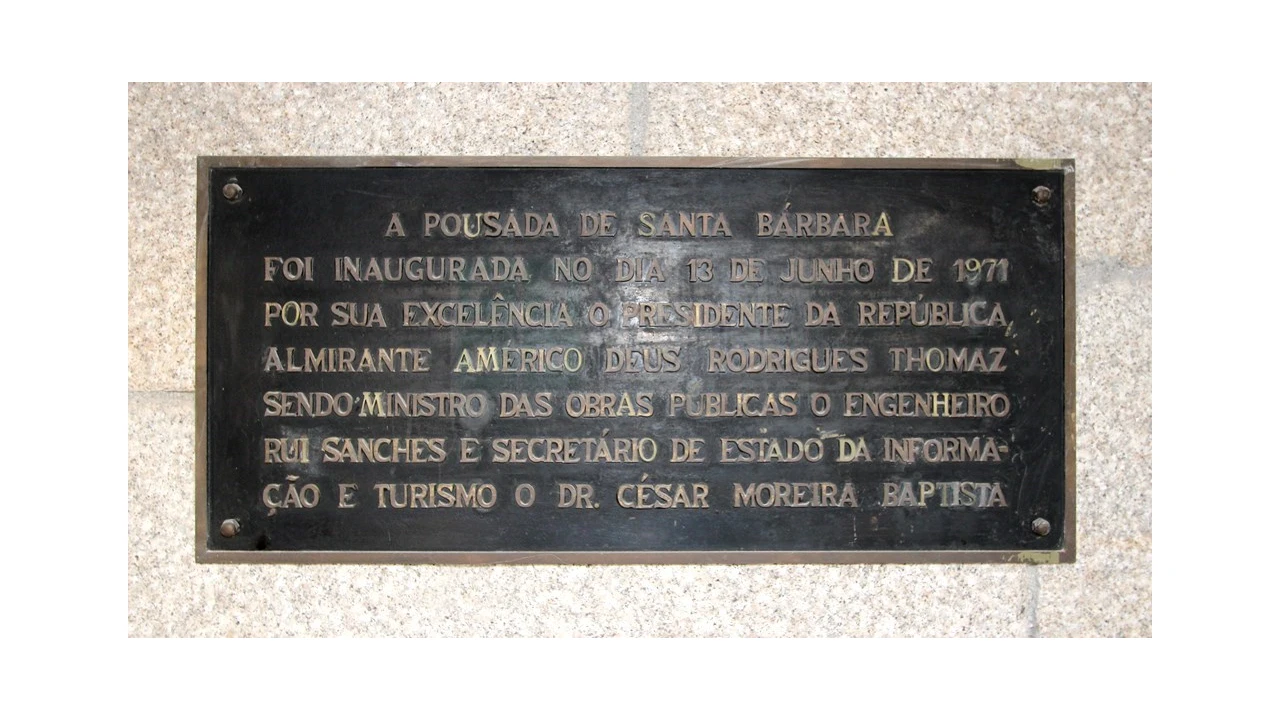 A POUSADA DE SANTA BÁRBARA
FOI INAUGURADA NO DIA 13 DE JUNHO DE 1971
POR SUA EXCELÊNCIA O PRESIDENTE DA REPÚBLICA,
ALMIRANTE AMÉRICO DEUS RODRIGUES THOMAZ
SENDO MINISTRO DAS OBRAS PÚBLICAS O ENGENHEIRO
RUI SANCHES E SECRETÁRIO DE ESTADO DA INFORMA-
ÇÃO E TURISMO O DR. CÉSAR MOREIRA BAPTISTA